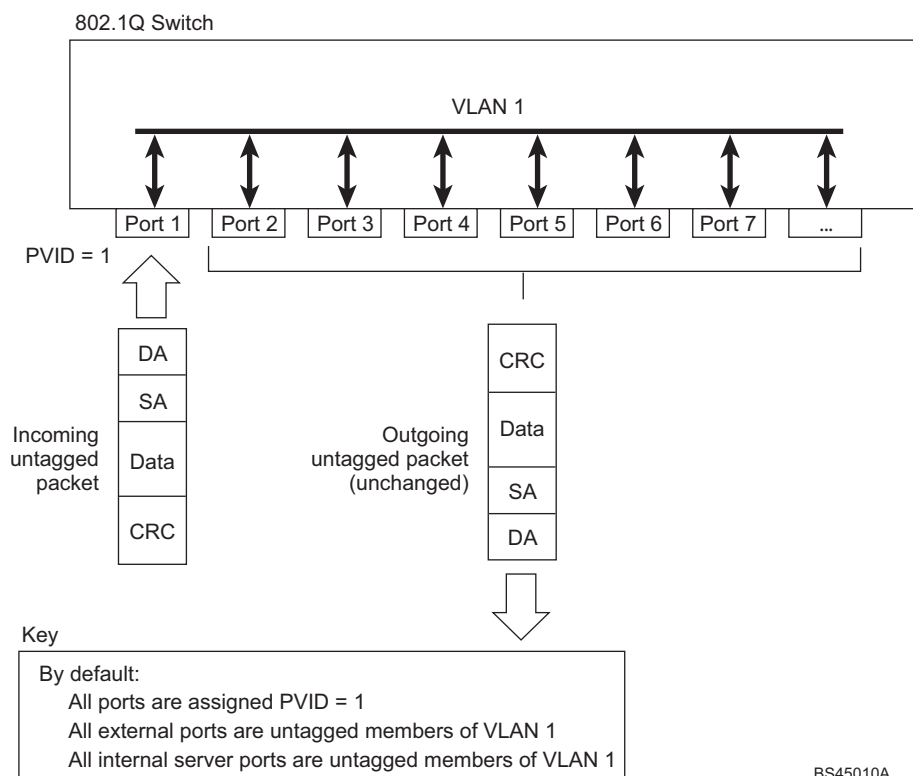 802.1Q Switch
VLAN 1
Port 1
Port 2
Port 3
Port 4
Port 5
Port 6
Port 7
...
PVID = 1
DA
SA
Data
CRC
Incoming
untagged
packet
CRC
Data
SA
DA
Outgoing
untagged packet
(unchanged)
Key
By default:
All ports are assigned PVID = 1
All external ports are untagged members of VLAN 1
All internal server ports are untagged members of VLAN 1
BS45010A